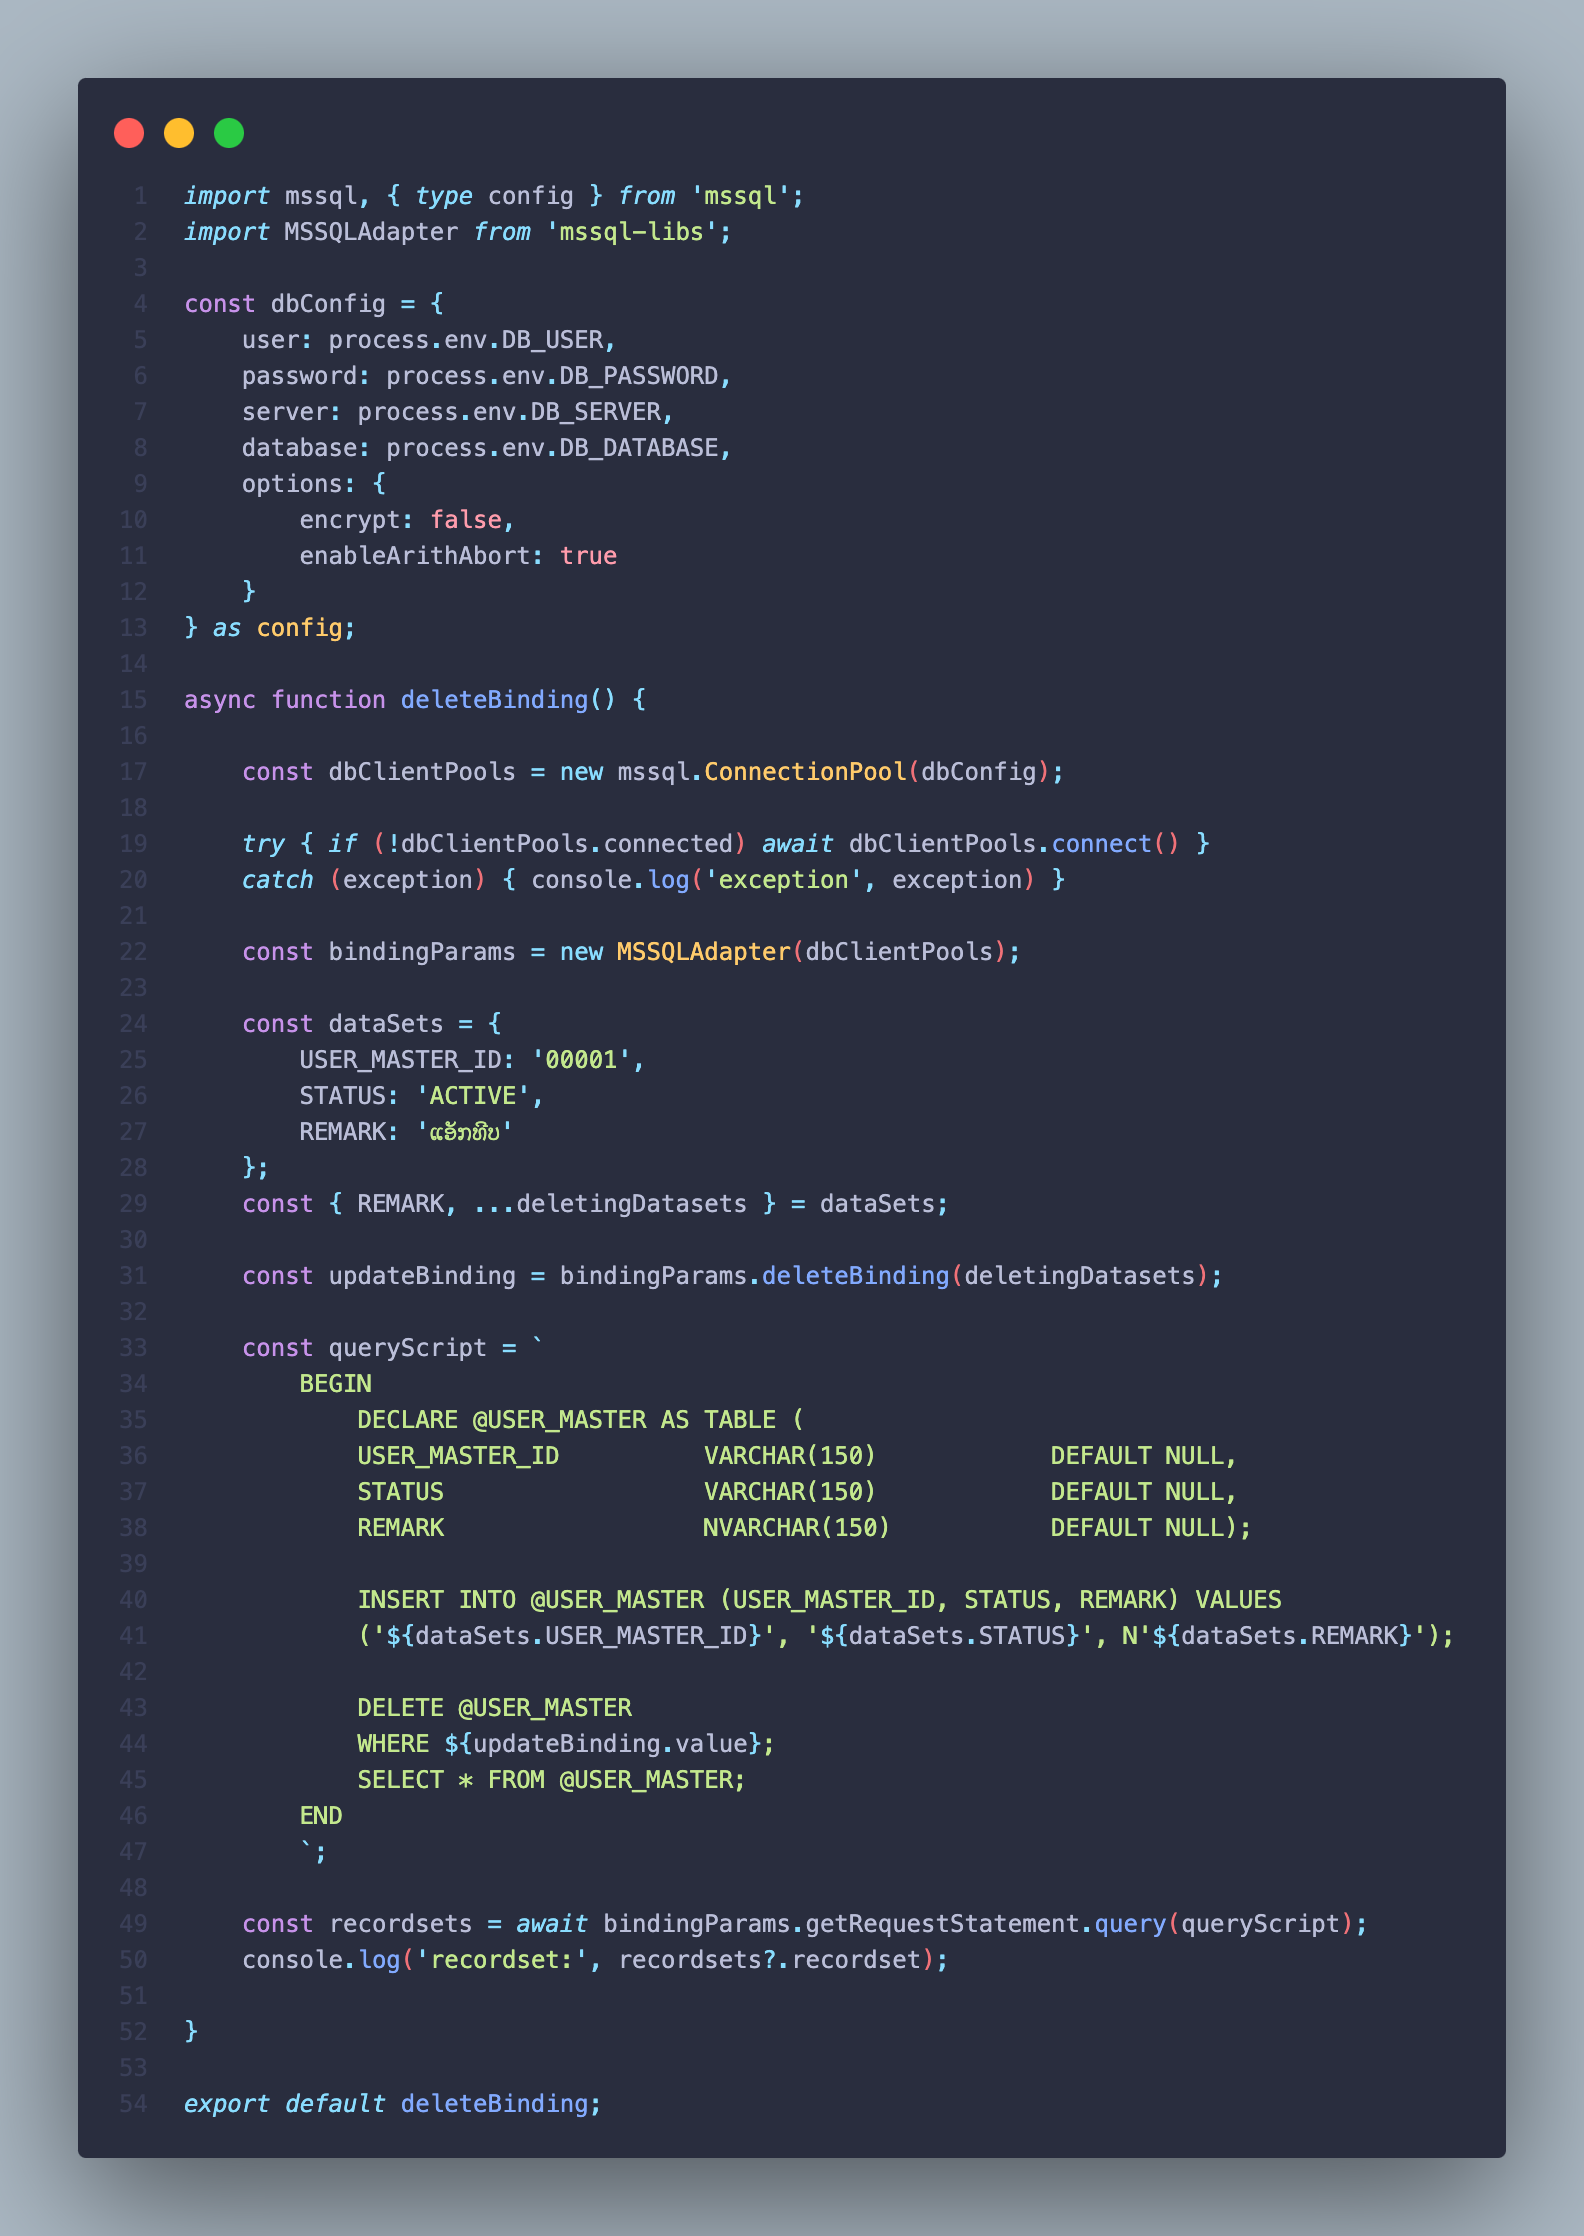 1 import mssql, { type config } from 'mssql';
2 import MSSQLAdapter from 'mssql-libs';
3
4 const dbConfig = {
5     user: process.env.DB_USER,
6     password: process.env.DB_PASSWORD,
7     server: process.env.DB_SERVER,
8     database: process.env.DB_DATABASE,
9     options: {
10         encrypt: false,
11         enableArithAbort: true
12     }
13 } as config;
14
15 async function deleteBinding() {
16
17     const dbClientPools = new mssql.ConnectionPool(dbConfig);
18
19     try { if (!dbClientPools.connected) await dbClientPools.connect() }
20     catch (exception) { console.log('exception', exception) }
21
22     const bindingParams = new MSSQLAdapter(dbClientPools);
23
24     const dataSets = {
25         USER_MASTER_ID: '00001',
26         STATUS: 'ACTIVE',
27         REMARK: 'ແອັກທີບ'
28     };
29     const { REMARK, ...deletingDatasets } = dataSets;
30
31     const updateBinding = bindingParams.deleteBinding(deletingDatasets);
32
33     const queryScript = `
34         BEGIN
35             DECLARE @USER_MASTER AS TABLE (
36             USER_MASTER_ID          VARCHAR(150)            DEFAULT NULL,
37             STATUS                  VARCHAR(150)            DEFAULT NULL,
38             REMARK                  NVARCHAR(150)           DEFAULT NULL);
39
40             INSERT INTO @USER_MASTER (USER_MASTER_ID, STATUS, REMARK) VALUES
41             ('${dataSets.USER_MASTER_ID}', '${dataSets.STATUS}', N'${dataSets.REMARK}');
42
43             DELETE @USER_MASTER
44             WHERE ${updateBinding.value};
45             SELECT * FROM @USER_MASTER;
46         END
47         `;
48
49     const recordsets = await bindingParams.getRequestStatement.query(queryScript);
50     console.log('recordset:', recordsets?.recordset);
51
52 }
53
54 export default deleteBinding;